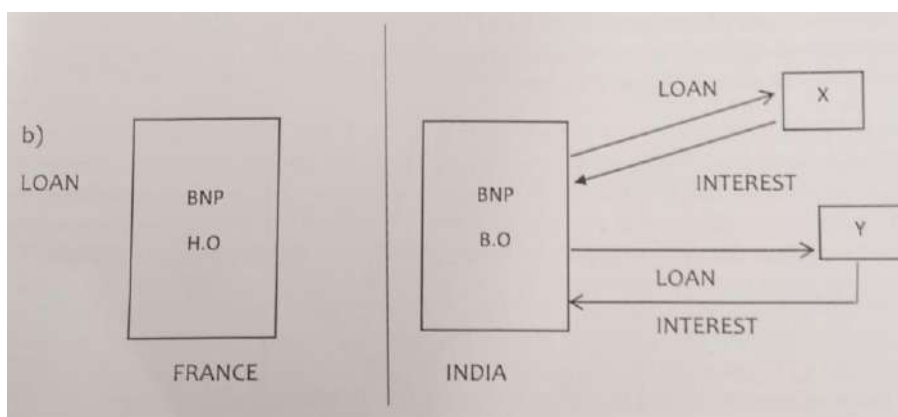 b)
LOAN
BNP
H.O
FRANCE
BNP
B.O
INDIA
LOAN
X
INTEREST
Y
LOAN
INTEREST